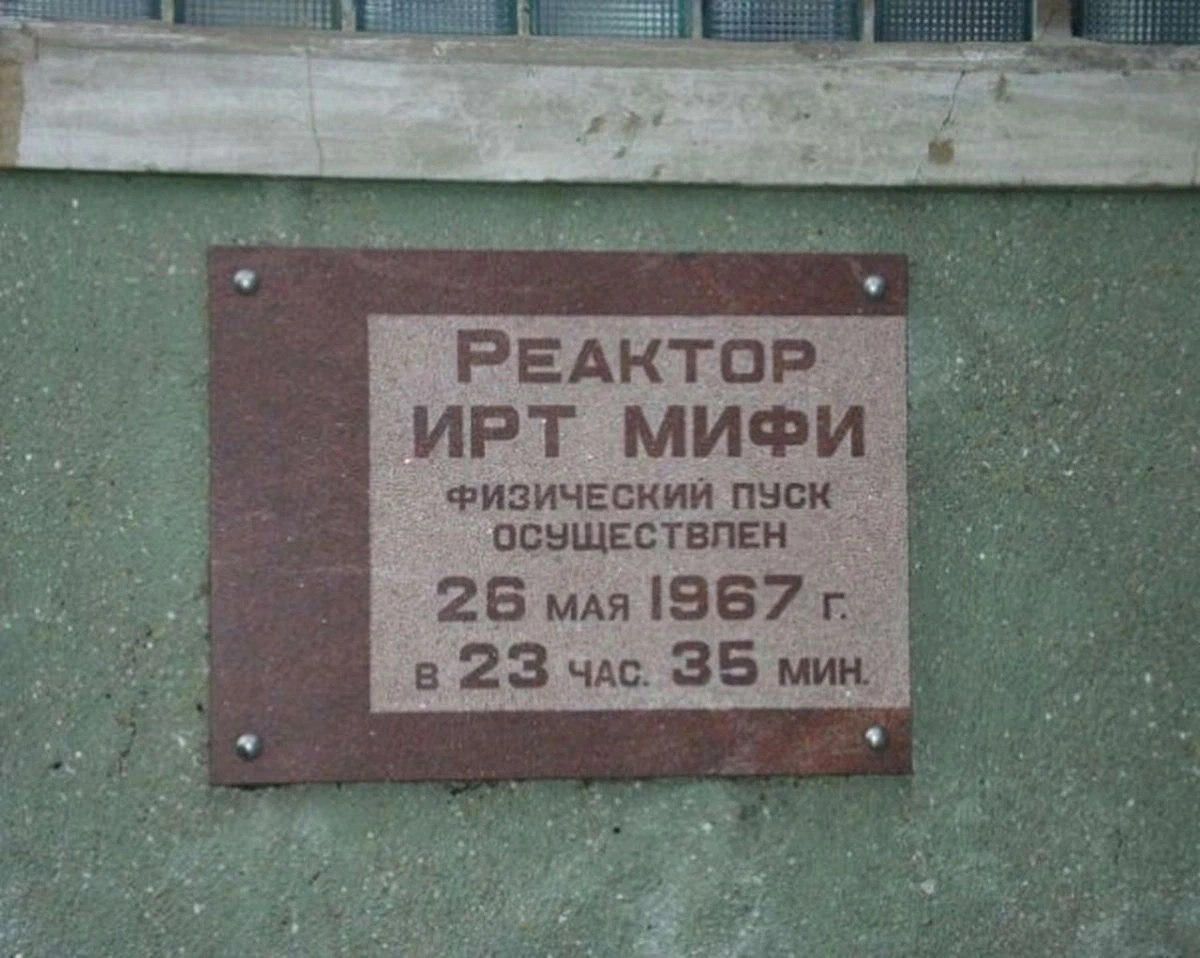 Реактор
ИРТ МИФИ
физический пуск
осуществлен
26 мая 1967 г.
в 23 час. 35 мин.